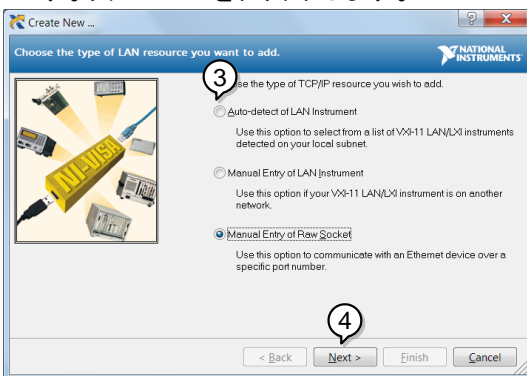 Create New ...
Choose the type of LAN resource you want to add.
NATIONAL
INSTRUMENTS
3
se the type of TCP/IP resource you wish to add.
Auto-detect of LAN Instrument
Use this option to select from a list of VXI-11 LAN/LXI instruments
detected on your local subnet.
Manual Entry of LAN Instrument
Use this option if your VXI-11 LAN/LXI instrument is on another
network.
Manual Entry of Raw Socket
Use this option to communicate with an Ethernet device over a
specific port number.
NI-VISA
4
< Back
Next >
Finish
Cancel